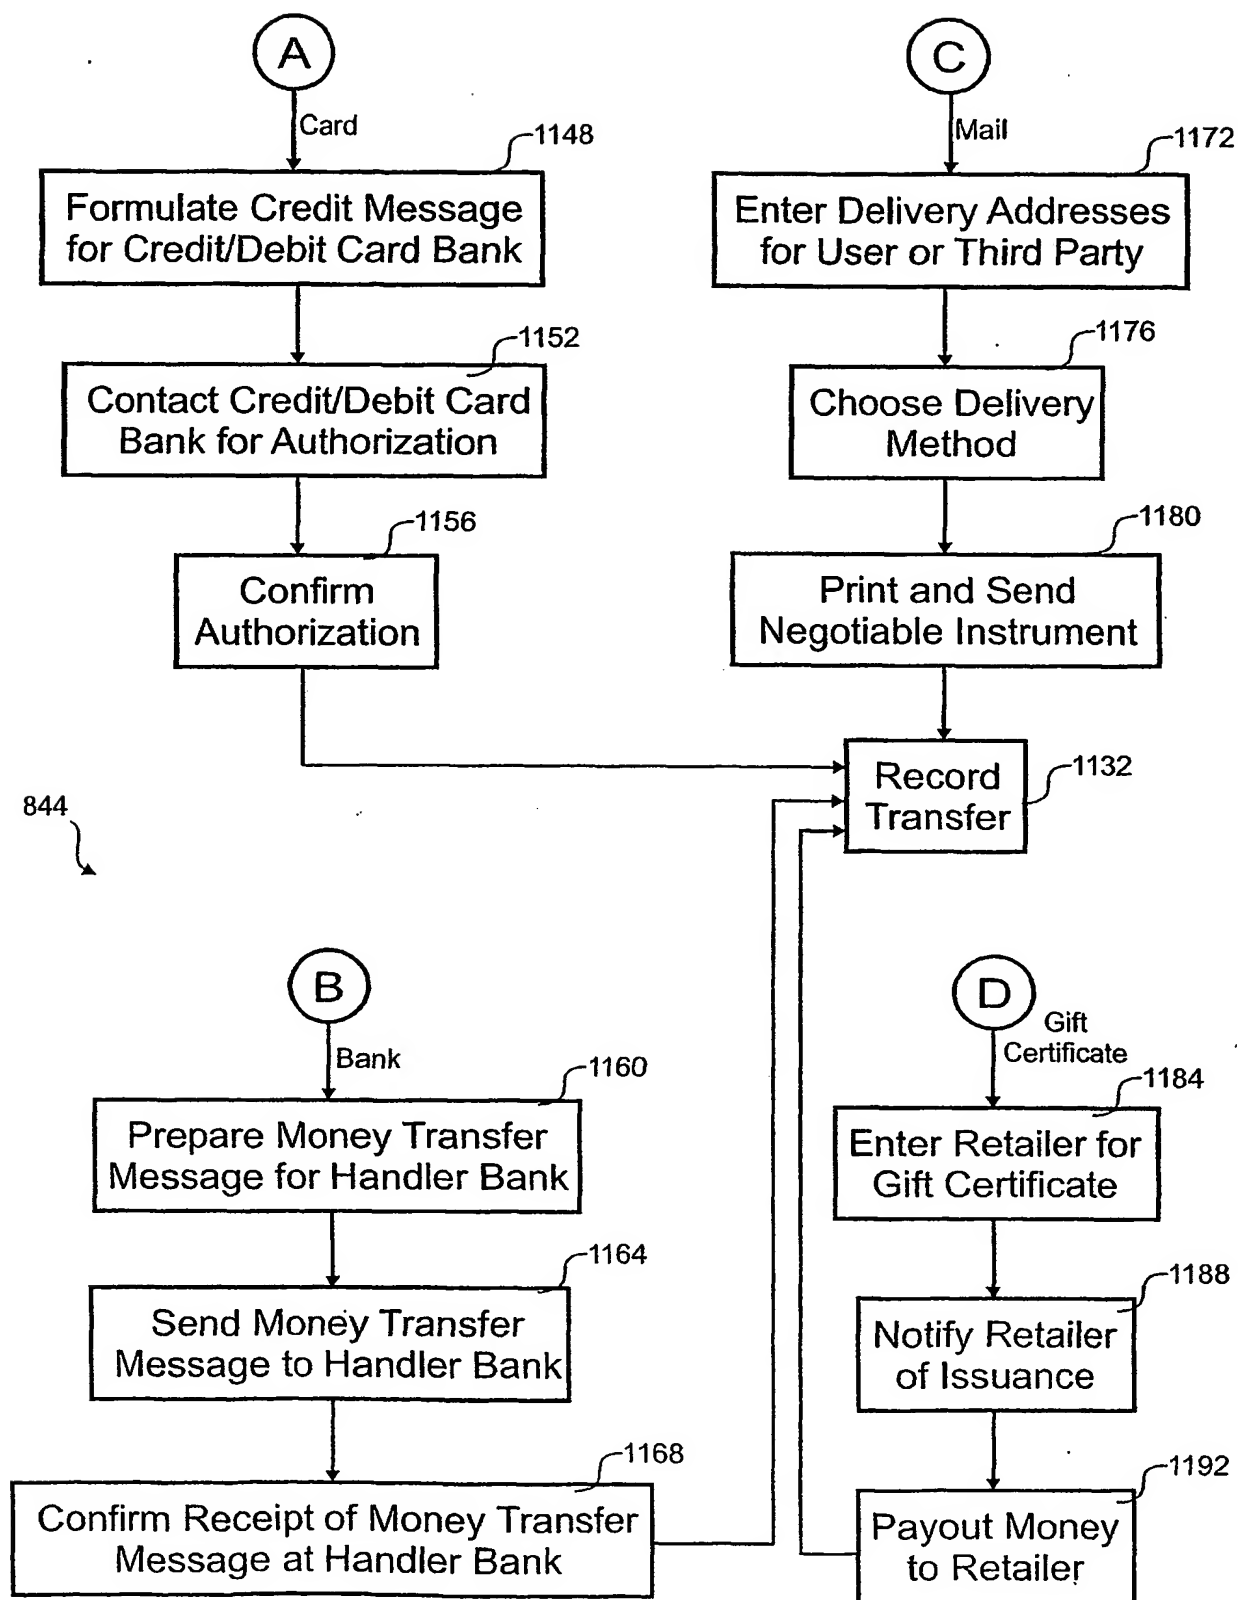 A
Card
1148
Formulate Credit Message
for Credit/Debit Card Bank
1152
Contact Credit/Debit Card
Bank for Authorization
1156
Confirm
Authorization
C
Mail
1172
Enter Delivery Addresses
for User or Third Party
1176
Choose Delivery
Method
1180
Print and Send
Negotiable Instrument
1132
Record
Transfer
844
B
Bank
1160
Prepare Money Transfer
Message for Handler Bank
1164
Send Money Transfer
Message to Handler Bank
1168
Confirm Receipt of Money Transfer
Message at Handler Bank
D
Gift
Certificate
1184
Enter Retailer for
Gift Certificate
1188
Notify Retailer
of Issuance
1192
Payout Money
to Retailer